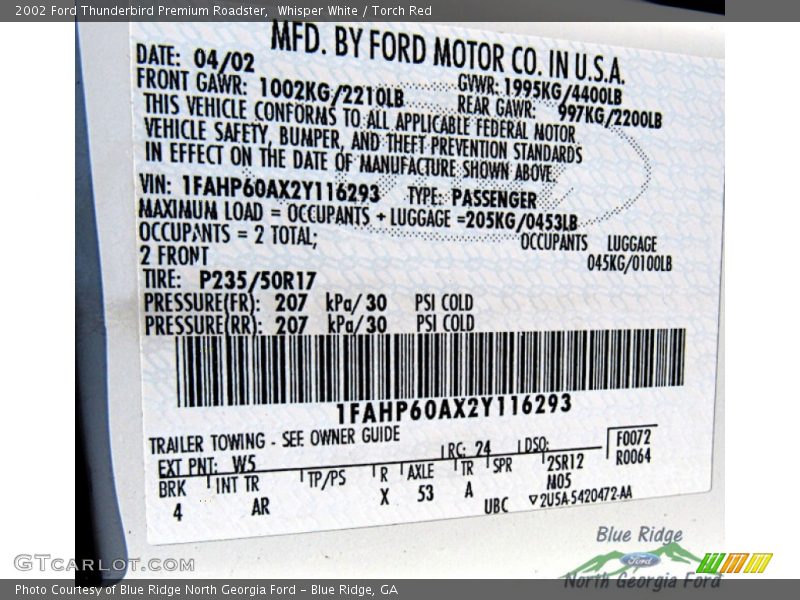 2002 Ford Thunderbird Premium Roadster, Whisper White / Torch Red
MFD. BY FORD MOTOR CO. IN U.S.A.
DATE: 04/02 GVWR: 1995KG/4400LB
FRONT GAWR: 1002KG/2210LB REAR GAWR: 997KG/2200LB
THIS VEHICLE CONFORMS TO ALL APPLICABLE FEDERAL MOTOR
VEHICLE SAFETY, BUMPER, AND THEFT PREVENTION STANDARDS
IN EFFECT ON THE DATE OF MANUFACTURE SHOWN ABOVE.
VIN: 1FAHP60AX2Y116293 TYPE: PASSENGER
MAXIMUM LOAD = OCCUPANTS + LUGGAGE =205KG/0453LB
OCCUPANTS = 2 TOTAL; OCCUPANTS LUGGAGE
2 FRONT 045KG/0100LB
TIRE: P235/50R17
PRESSURE(FR): 207 kPa/ 30 PSI COLD
PRESSURE(RR): 207 kPa/ 30 PSI COLD
1FAHP60AX2Y116293
TRAILER TOWING - SEE OWNER GUIDE
EXT PNT: W5 RC: 24 DSO: F0072
R0064
BRK INT TR TP/PS R AXLE TR SPR 2SR12
4 AR X 53 A M05
UBC ▽2U5A-5420472-AA
Blue Ridge
Ford
North Georgia Ford
GTCARLOT.COM
Photo Courtesy of Blue Ridge North Georgia Ford – Blue Ridge, GA